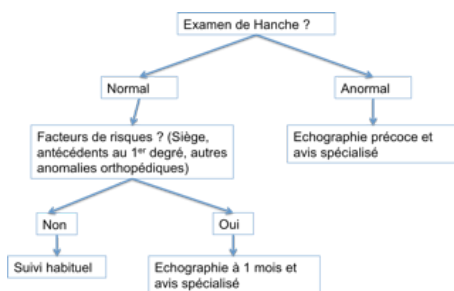 Examen de Hanche ?
Normal
Anormal
Facteurs de risques ? (Siège,
antécédents au 1er degré, autres
anomalies orthopédiques)
Echographie précoce et
avis spécialisé
Non
Oui
Suivi habituel
Echographie à 1 mois et
avis spécialisé